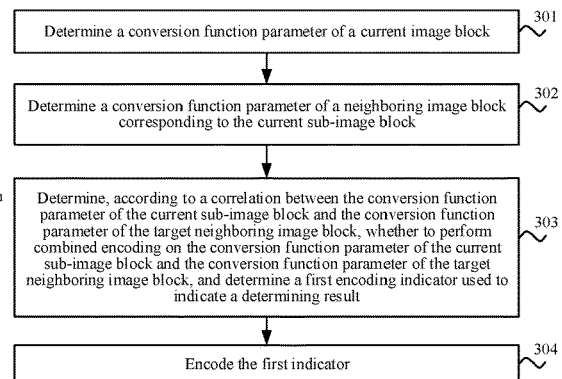 Determine a conversion function parameter of a current image block
301
Determine a conversion function parameter of a neighboring image block
corresponding to the current sub-image block
302
Determine, according to a correlation between the conversion function
parameter of the current sub-image block and the conversion function
parameter of the target neighboring image block, whether to perform
combined encoding on the conversion function parameter of the current
sub-image block and the conversion function parameter of the target
neighboring image block, and determine a first encoding indicator used to
indicate a determining result
303
Encode the first indicator
304